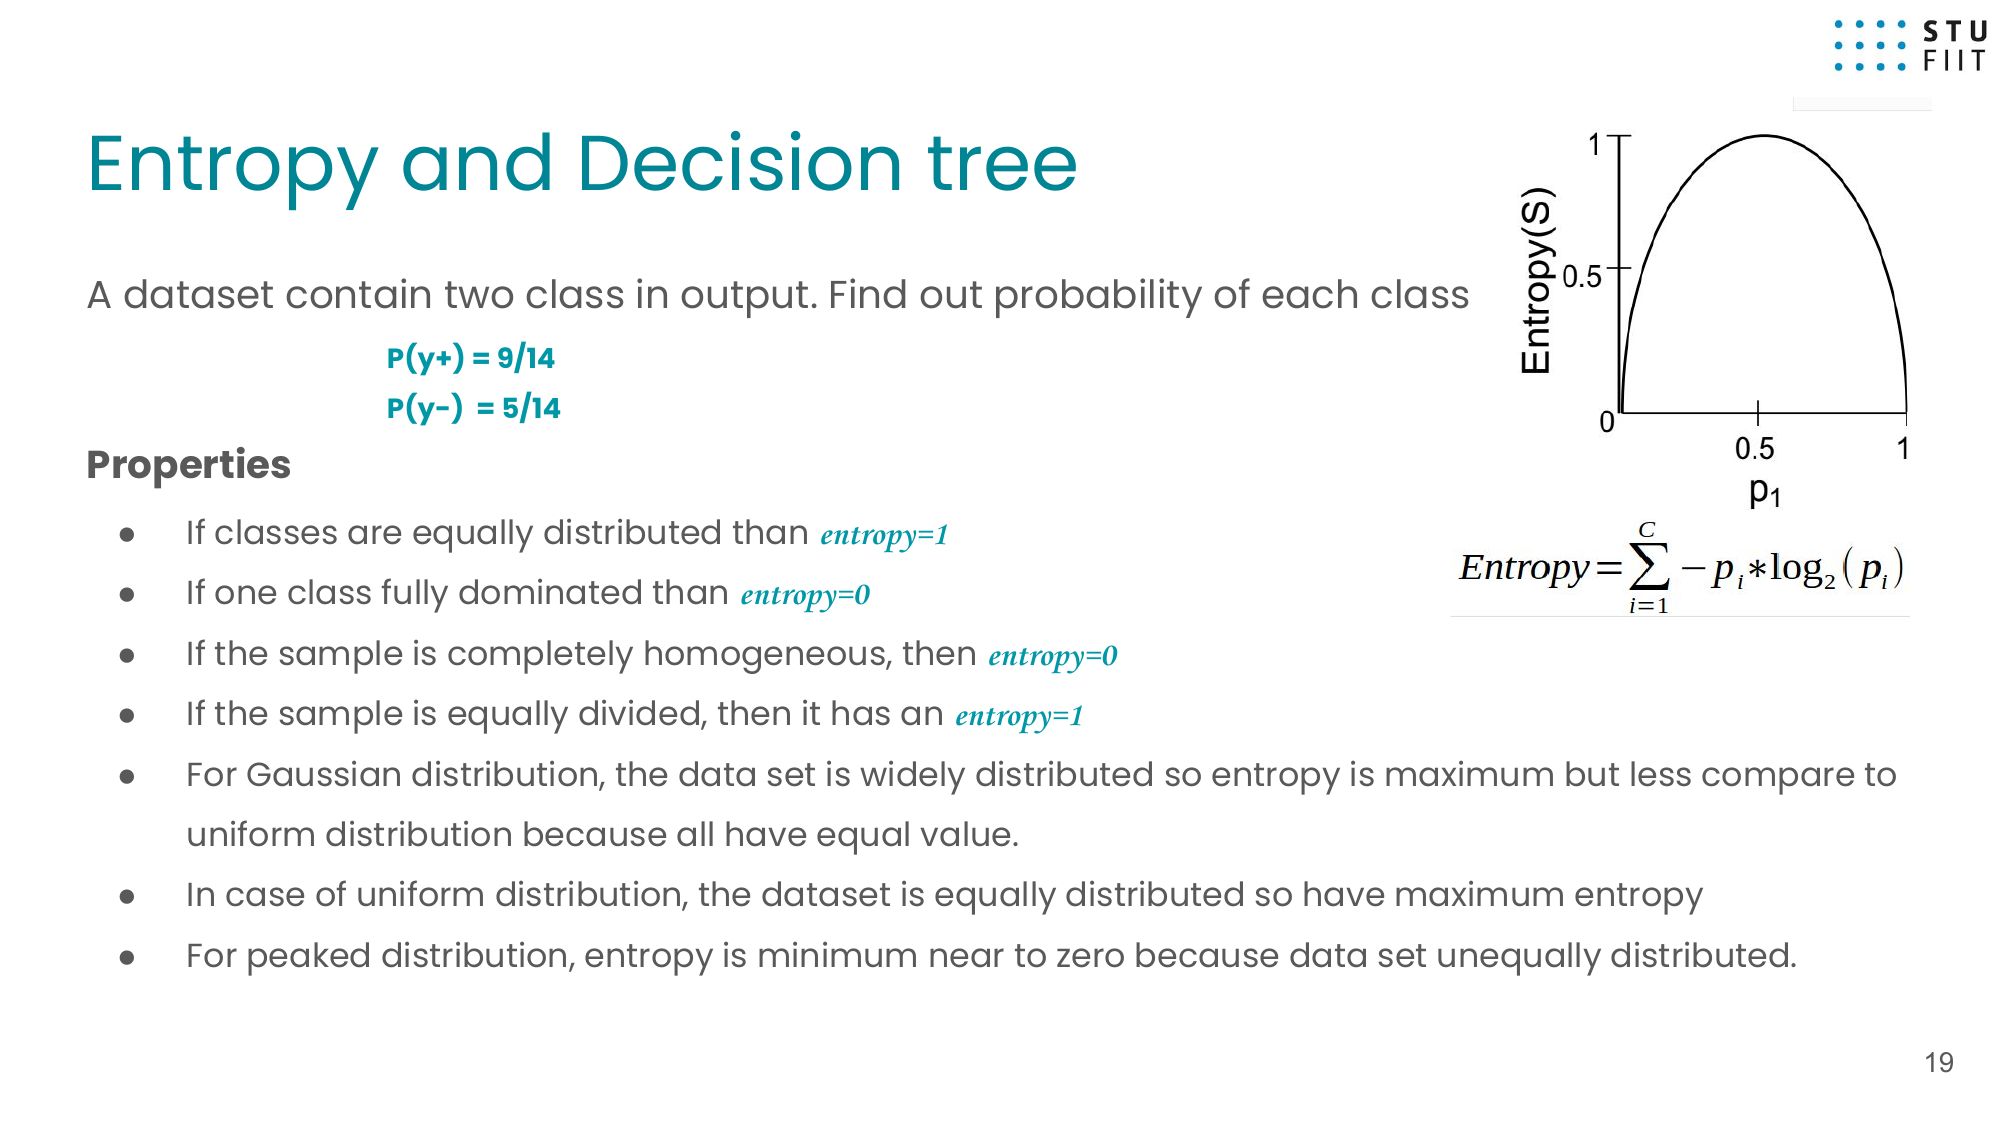 STU
FIIT
Entropy and Decision tree
A dataset contain two class in output. Find out probability of each class
P(y+) = 9/14
P(y-) = 5/14
Properties
● If classes are equally distributed than entropy=1
● If one class fully dominated than entropy=0
● If the sample is completely homogeneous, then entropy=0
● If the sample is equally divided, then it has an entropy=1
● For Gaussian distribution, the data set is widely distributed so entropy is maximum but less compare to
uniform distribution because all have equal value.
● In case of uniform distribution, the dataset is equally distributed so have maximum entropy
● For peaked distribution, entropy is minimum near to zero because data set unequally distributed.
Entropy(S)
1
0.5
0
0.5 1
p₁
Entropy=∑_{i=1}^{C} −p_i*log₂(p_i)
19